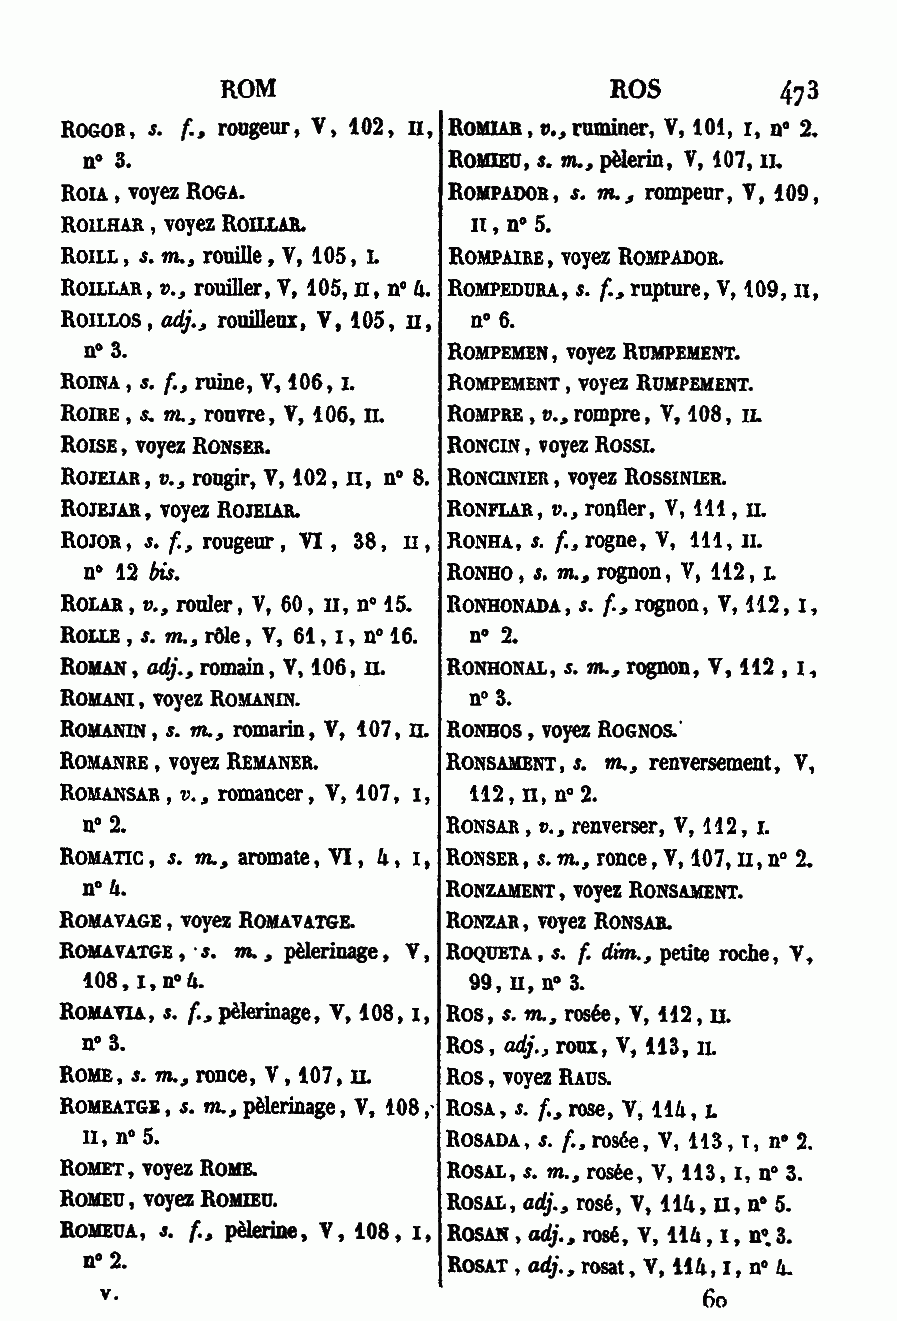 ROM ROS 473
ROGOR, s. f., rougeur, V, 102, II,
n° 3.
ROIA, voyez ROGA.
ROILHAR, voyez ROILLAR.
ROILL, s. m., rouille, V, 105, I.
ROILLAR, v., rouiller, V, 105, II, n° 4.
ROILLOS, adj., rouilleux, V, 105, II,
n° 3.
ROINA, s. f., ruine, V, 106, I.
ROIRE, s. m., rouvre, V, 106, II.
ROISE, voyez RONSER.
ROJEIAR, v., rougir, V, 102, II, n° 8.
ROJEJAR, voyez ROJEIAR.
ROJOR, s. f., rougeur, VI, 38, II,
n° 12 bis.
ROLAR, v., rouler, V, 60, II, n° 15.
ROLLE, s. m., rôle, V, 61, I, n° 16.
ROMAN, adj., romain, V, 106, II.
ROMANI, voyez ROMANIN.
ROMANIN, s. m., romarin, V, 107, II.
ROMANRE, voyez REMANER.
ROMANSAR, v., romancer, V, 107, I,
n° 2.
ROMATIC, s. m., aromate, VI, 4, I,
n° 4.
ROMAVAGE, voyez ROMAVATGE.
ROMAVATGE, s. m., pèlerinage, V,
108, I, n° 4.
ROMAVIA, s. f., pèlerinage, V, 108, I,
n° 3.
ROME, s. m., ronce, V, 107, II.
ROMEATGE, s. m., pèlerinage, V, 108,
II, n° 5.
ROMET, voyez ROME.
ROMEU, voyez ROMIEU.
ROMEUA, s. f., pèlerine, V, 108, I,
n° 2.
V.
ROMIAR, v., ruminer, V, 101, I, n° 2.
ROMIEU, s. m., pèlerin, V, 107, II.
ROMPADOR, s. m., rompeur, V, 109,
II, n° 5.
ROMPAIRE, voyez ROMPADOR.
ROMPEDURA, s. f., rupture, V, 109, II,
n° 6.
ROMPEMEN, voyez RUMPEMENT.
ROMPEMENT, voyez RUMPEMENT.
ROMPRE, v., rompre, V, 108, II.
RONCIN, voyez ROSSI.
RONCINIER, voyez ROSSINIER.
RONFLAR, v., ronfler, V, 111, II.
RONHA, s. f., rogne, V, 111, II.
RONHO, s. m., rognon, V, 112, I.
RONHONADA, s. f., rognon, V, 112, I,
n° 2.
RONHONAL, s. m., rognon, V, 112, I,
n° 3.
RONHOS, voyez ROGNOS.
RONSAMENT, s. m., renversement, V,
112, II, n° 2.
RONSAR, v., renverser, V, 112, I.
RONSER, s. m., ronce, V, 107, II, n° 2.
RONZAMENT, voyez RONSAMENT.
RONZAR, voyez RONSAR.
ROQUETA, s. f. dim., petite roche, V,
99, II, n° 3.
ROS, s. m., rosée, V, 112, II.
ROS, adj., roux, V, 113, II.
ROS, voyez RAUS.
ROSA, s. f., rose, V, 114, I.
ROSADA, s. f., rosée, V, 113, I, n° 2.
ROSAL, s. m., rosée, V, 113, I, n° 3.
ROSAL, adj., rosé, V, 114, II, n° 5.
ROSAN, adj., rosé, V, 114, I, n° 3.
ROSAT, adj., rosat, V, 114, I, n° 4.
60